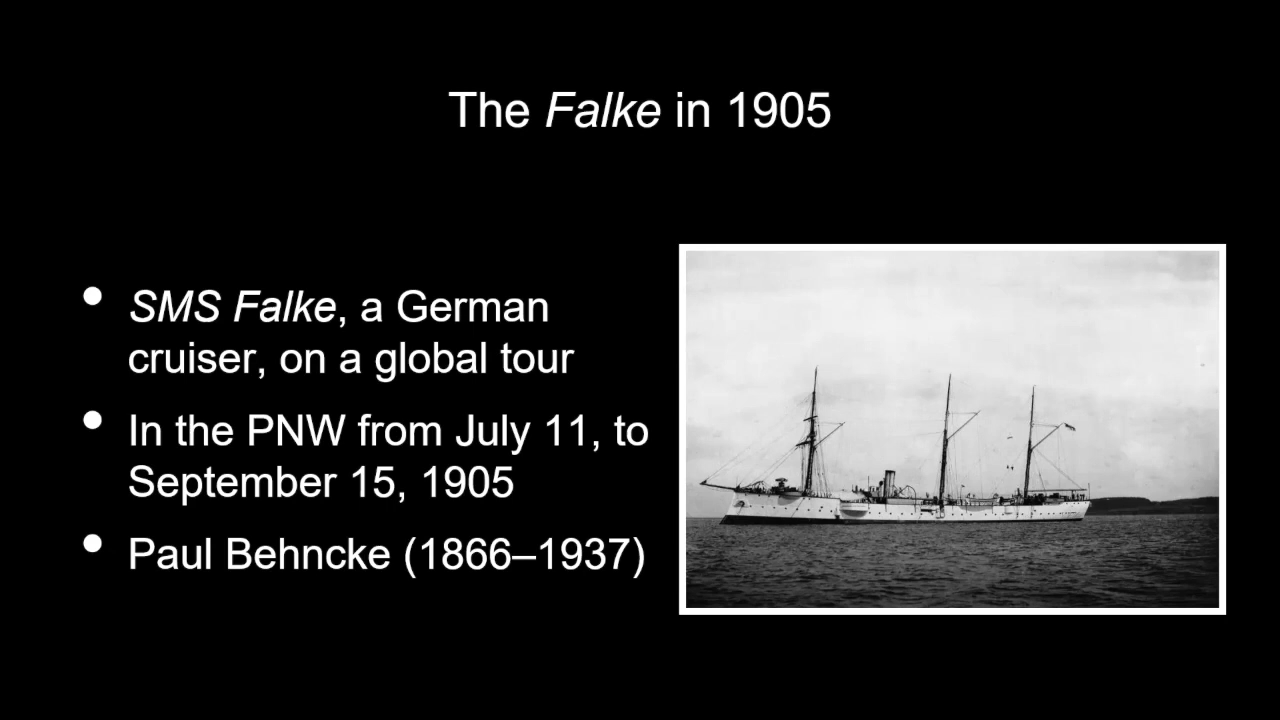 The Falke in 1905
• SMS Falke, a German
cruiser, on a global tour
• In the PNW from July 11, to
September 15, 1905
• Paul Behncke (1866–1937)